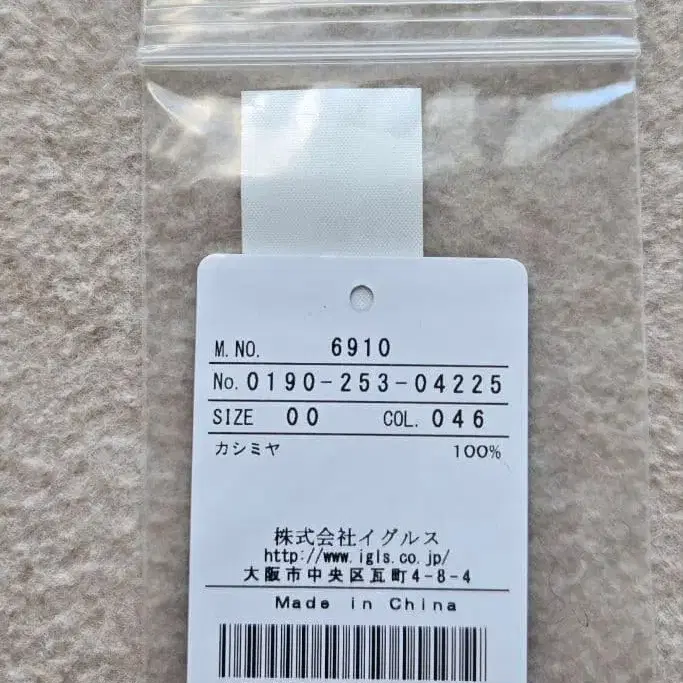 M.NO. 6910
No. 0190-253-04225
SIZE 00 COL. 046
カシミヤ 100%
株式会社イグルス
http://www.igls.co.jp/
大阪市中央区瓦町4-8-4
Made in China